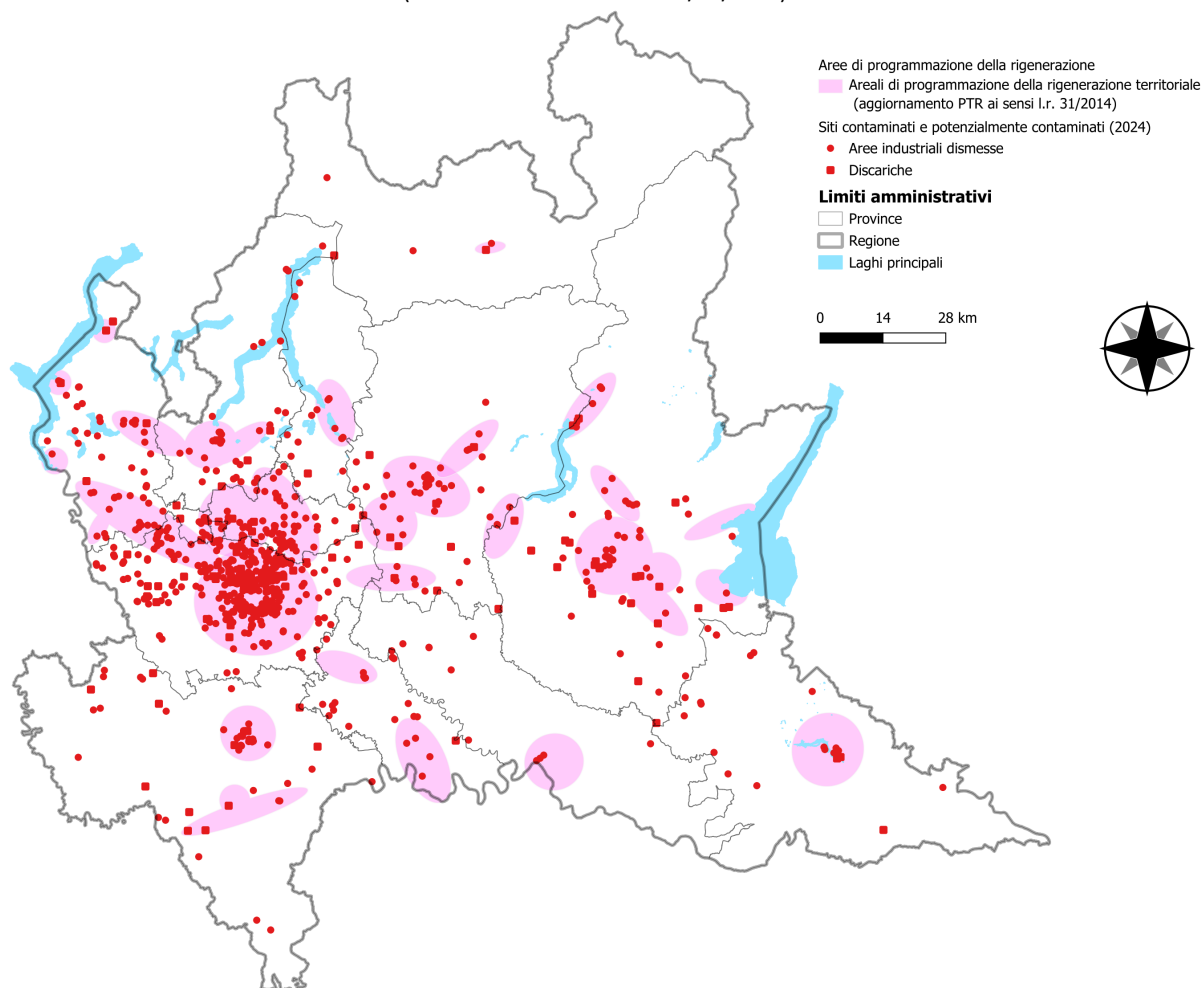 Aree di programmazione della rigenerazione
Areali di programmazione della rigenerazione territoriale
(aggiornamento PTR ai sensi l.r. 31/2014)
Siti contaminati e potenzialmente contaminati (2024)
Aree industriali dismesse
Discariche
Limiti amministrativi
Province
Regione
Laghi principali
0 14 28 km